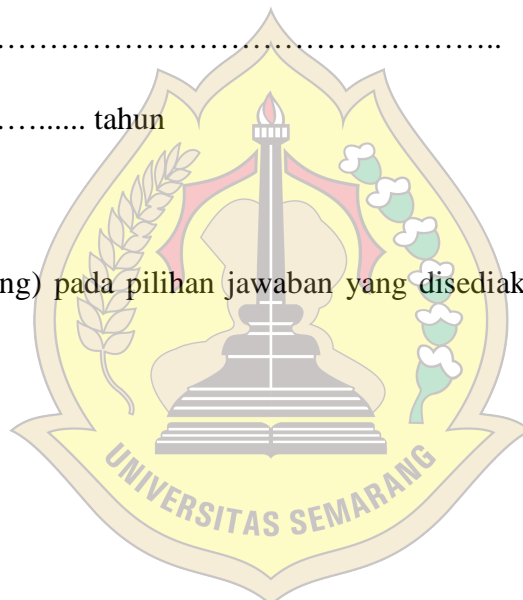 …………………………………………………..
…...... tahun
ng) pada pilihan jawaban yang disediak
UNIVERSITAS SEMARANG